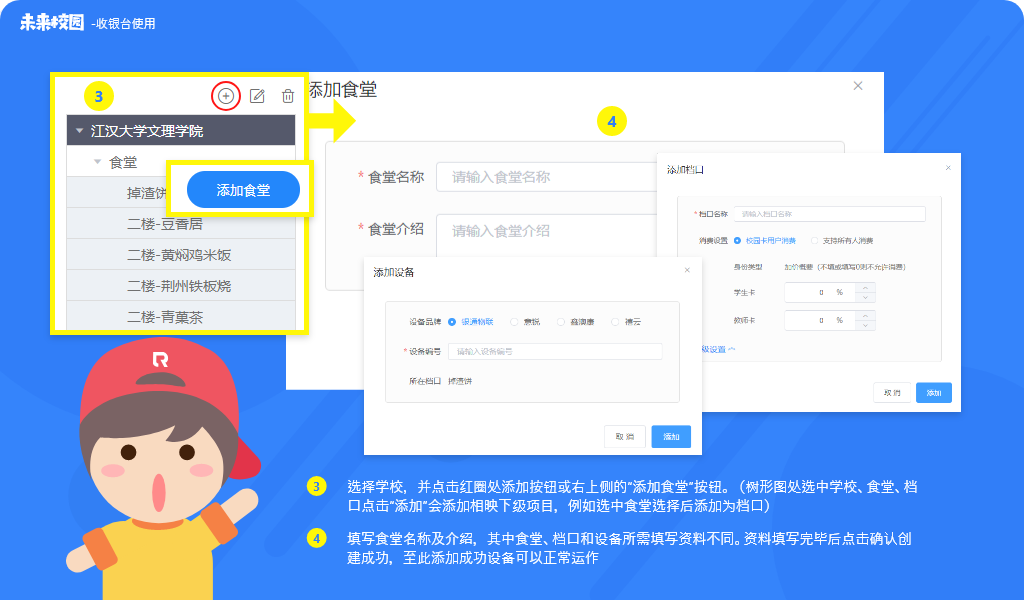 未来校园 -收银台使用
3
江汉大学文理学院
食堂
掉渣饼
添加食堂
二楼-豆香居
二楼-黄焖鸡米饭
二楼-荆州铁板烧
二楼-青菓茶
添加食堂
4
* 食堂名称 请输入食堂名称
* 食堂介绍 请输入食堂介绍
添加档口
* 档口名称 请输入档口名称
消费设置 校园卡用户消费 支持所有人消费
身份类型 加价概要（不填或填写0则不允许消费）
学生卡 0 %
教师卡 0 %
级设置
取消 添加
添加设备
设备品牌 意锐 鑫澳康 禧云
* 设备编号 请输入设备编号
所在档口 掉渣饼
取消 添加
R
3 选择学校，并点击红圈处添加按钮或右上侧的“添加食堂”按钮。（树形图处选中学校、食堂、档
口点击“添加”会添加相映下级项目，例如选中食堂选择后添加为档口）
4 填写食堂名称及介绍，其中食堂、档口和设备所需填写资料不同。资料填写完毕后点击确认创
建成功，至此添加成功设备可以正常运作